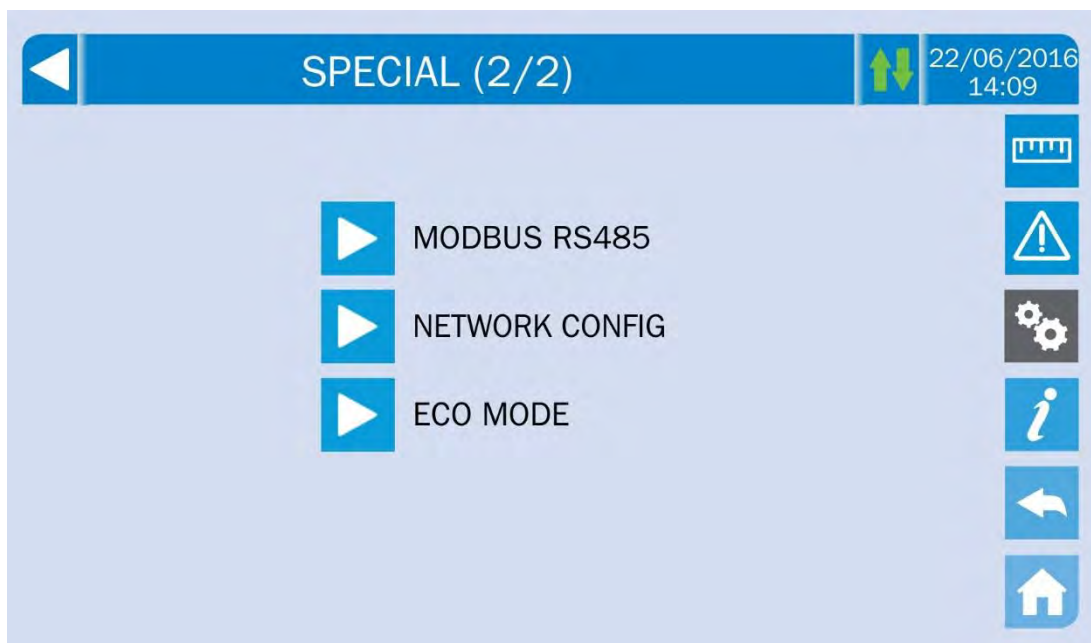 SPECIAL (2/2)
22/06/2016
14:09
MODBUS RS485
NETWORK CONFIG
ECO MODE